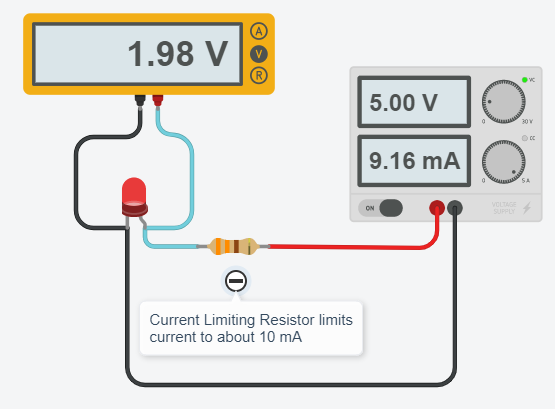 1.98 V
A
V
R
5.00 V
VC
0
30 V
9.16 mA
CC
0
5 A
ON
VOLTAGE
SUPPLY
Current Limiting Resistor limits
current to about 10 mA